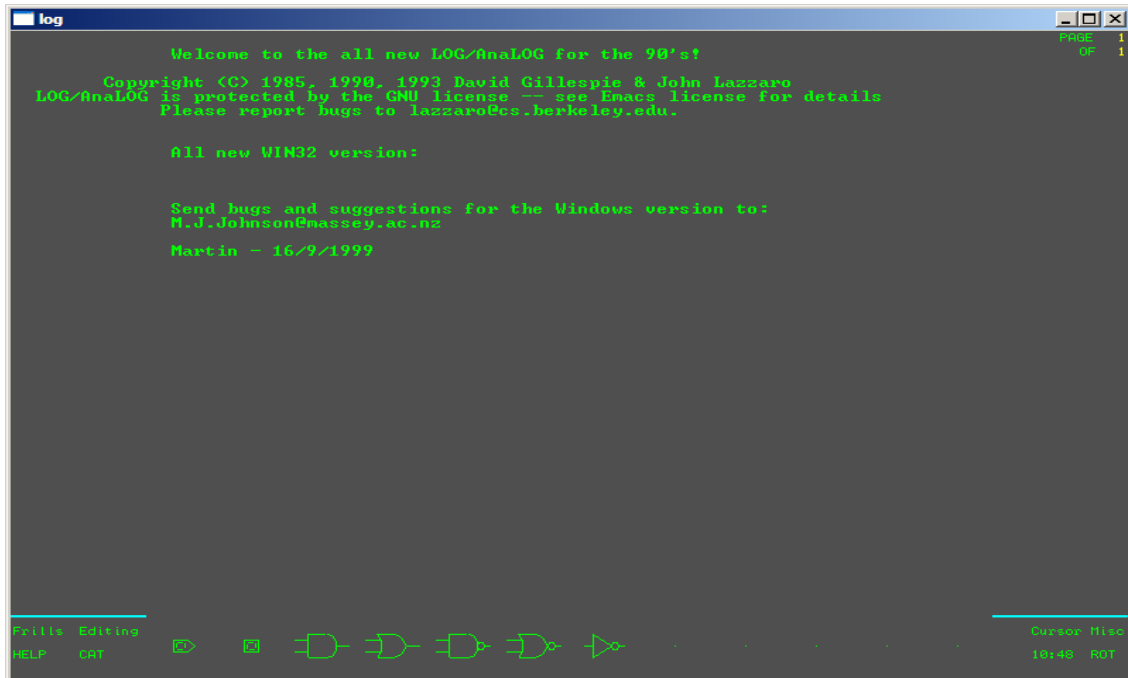 log
PAGE 1
OF 1
Welcome to the all new LOG/AnaLOG for the 90's!
Copyright (C) 1985, 1990, 1993 David Gillespie & John Lazzaro
LOG/AnaLOG is protected by the GNU license -- see Emacs license for details
Please report bugs to lazzaro@cs.berkeley.edu.
All new WIN32 version:
Send bugs and suggestions for the Windows version to:
M.J.Johnson@massey.ac.nz
Martin - 16/9/1999
Frills Editing
Cursor Misc
HELP CAT
10:48 ROT